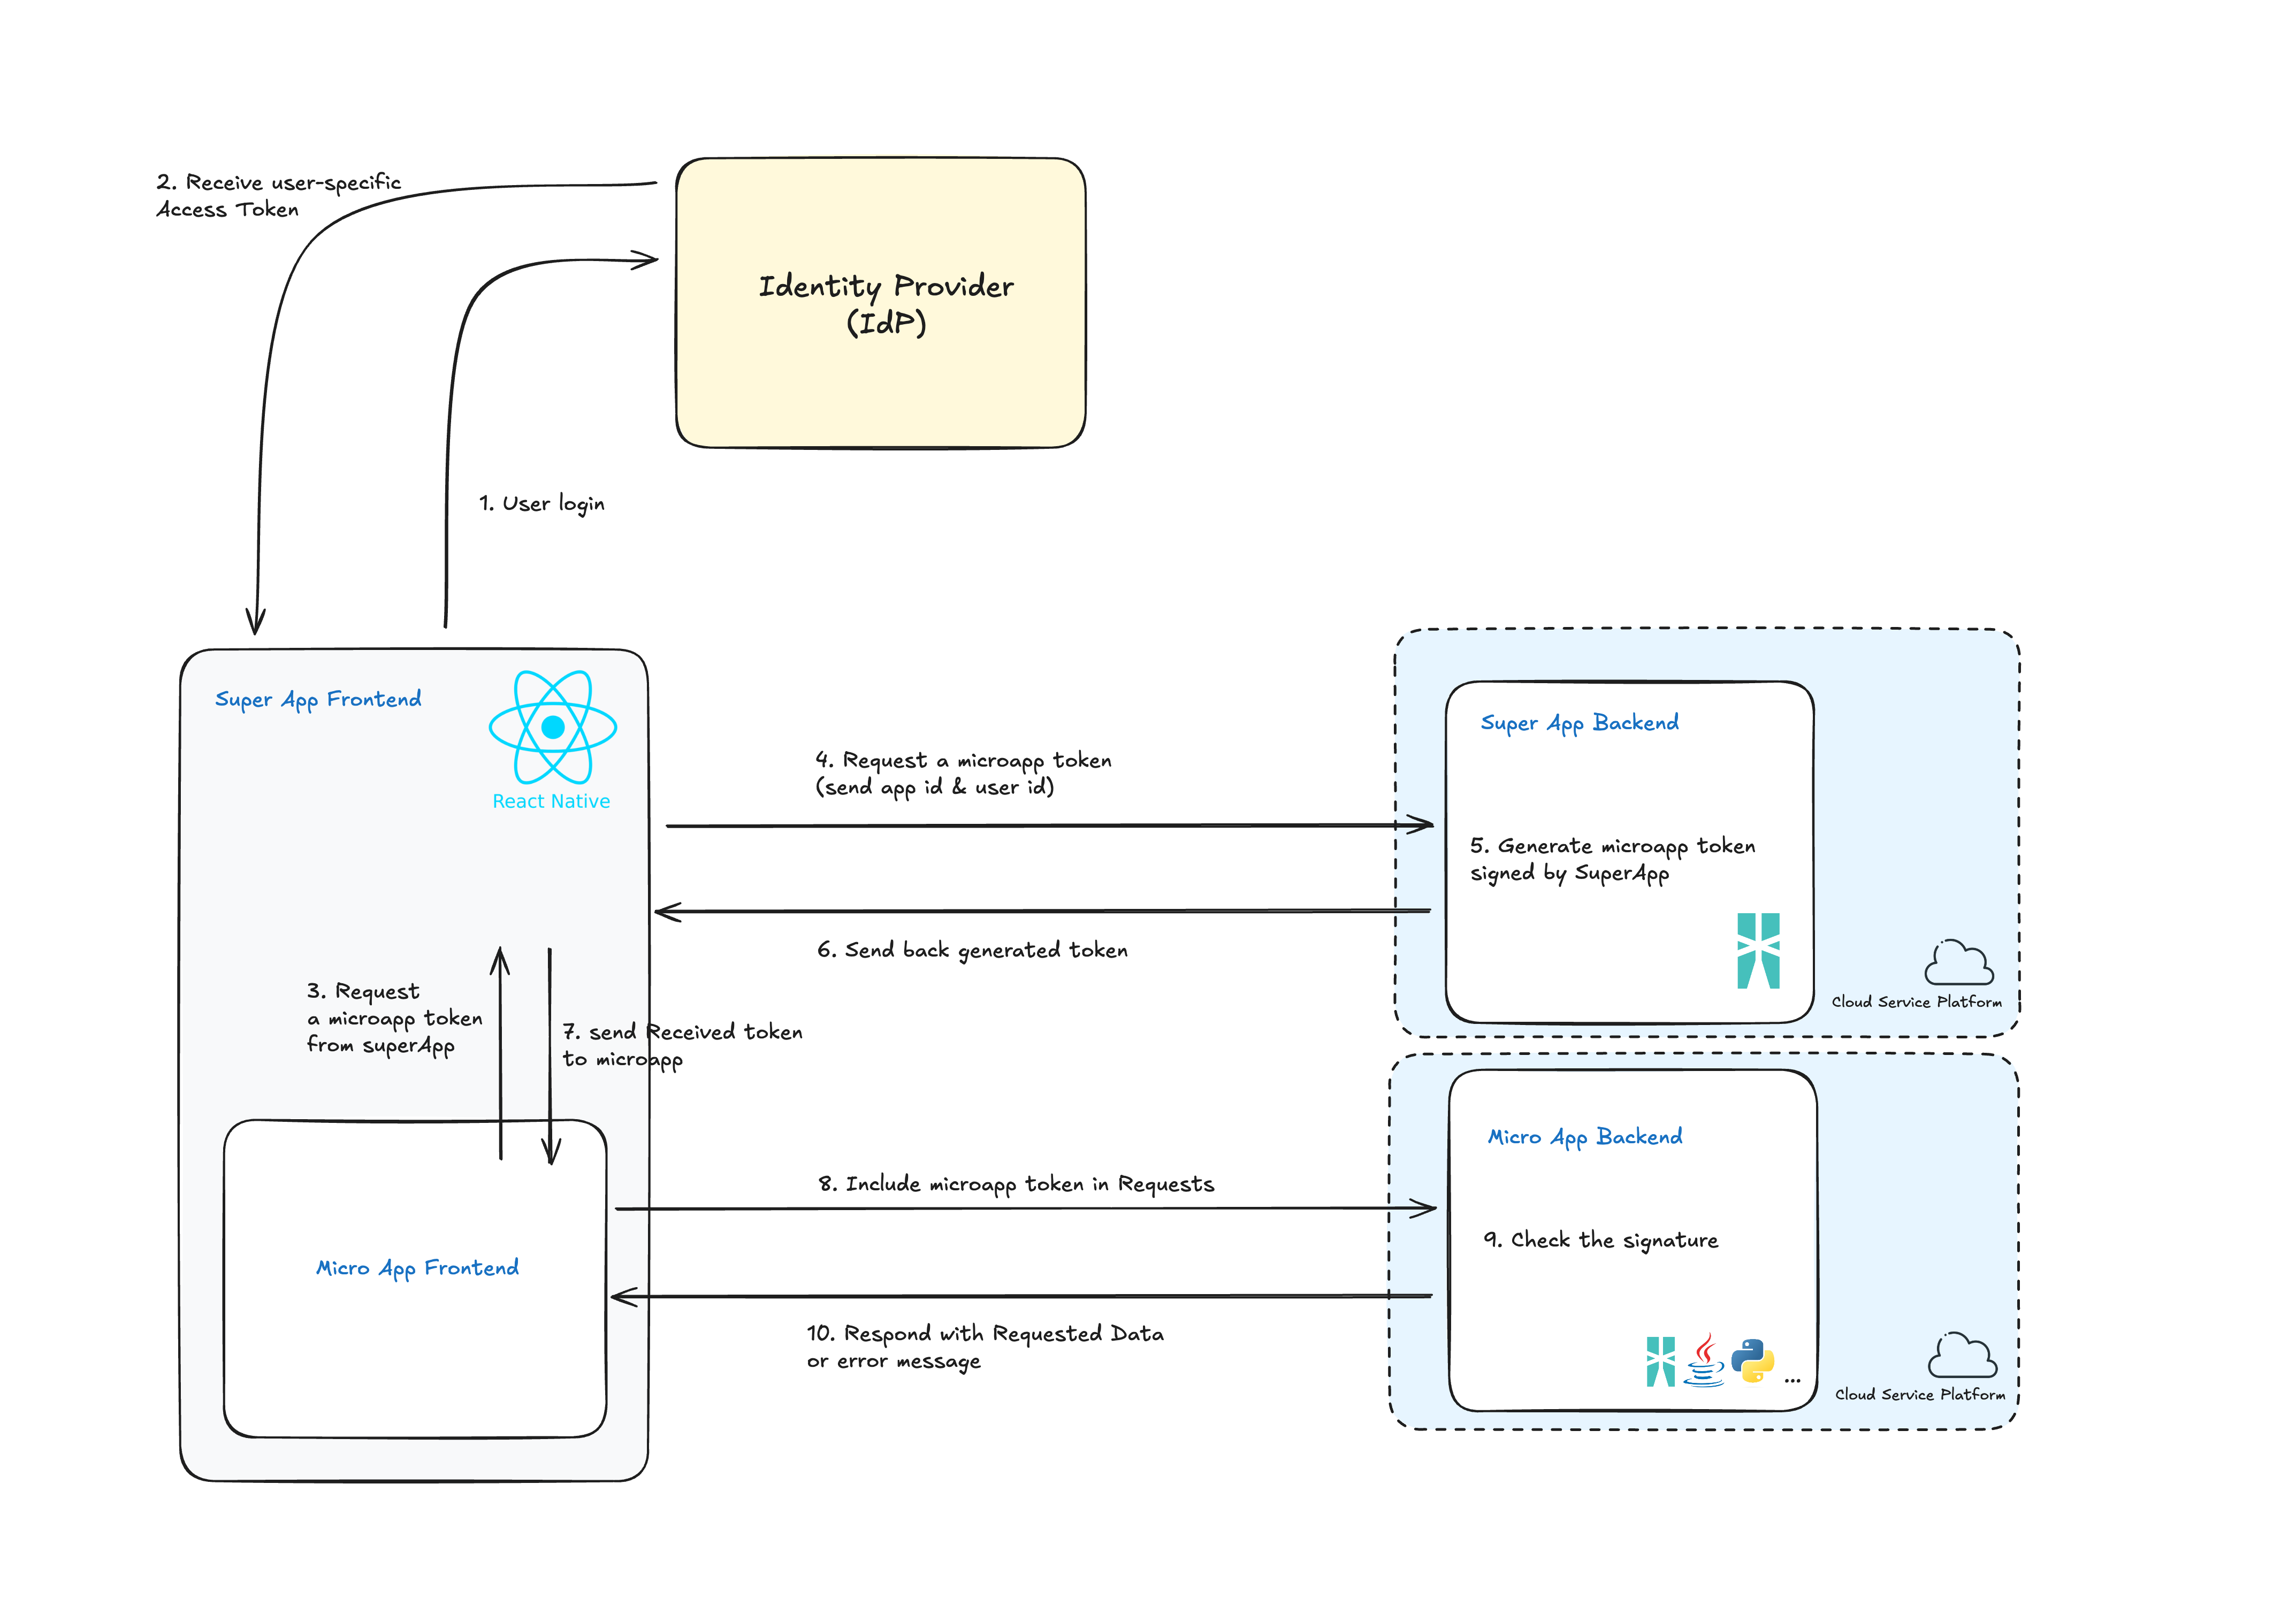 2. Receive user-specific
Access Token
Identity Provider
(IdP)
1. User login
Super App Frontend
React Native
4. Request a microapp token
(send app id & user id)
Super App Backend
5. Generate microapp token
signed by SuperApp
6. Send back generated token
Cloud Service Platform
3. Request
a microapp token
from superApp
7. send Received token
to microapp
Micro App Backend
8. Include microapp token in Requests
9. Check the signature
Micro App Frontend
10. Respond with Requested Data
or error message
...
Cloud Service Platform